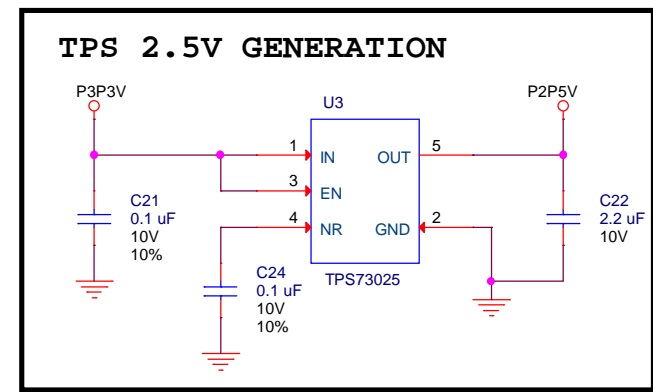 TPS 2.5V GENERATION
P3P3V
P2P5V
U3
1
IN
OUT
5
3
EN
4
NR
GND
2
TPS73025
C21
0.1 uF
10V
10%
C24
0.1 uF
10V
10%
C22
2.2 uF
10V